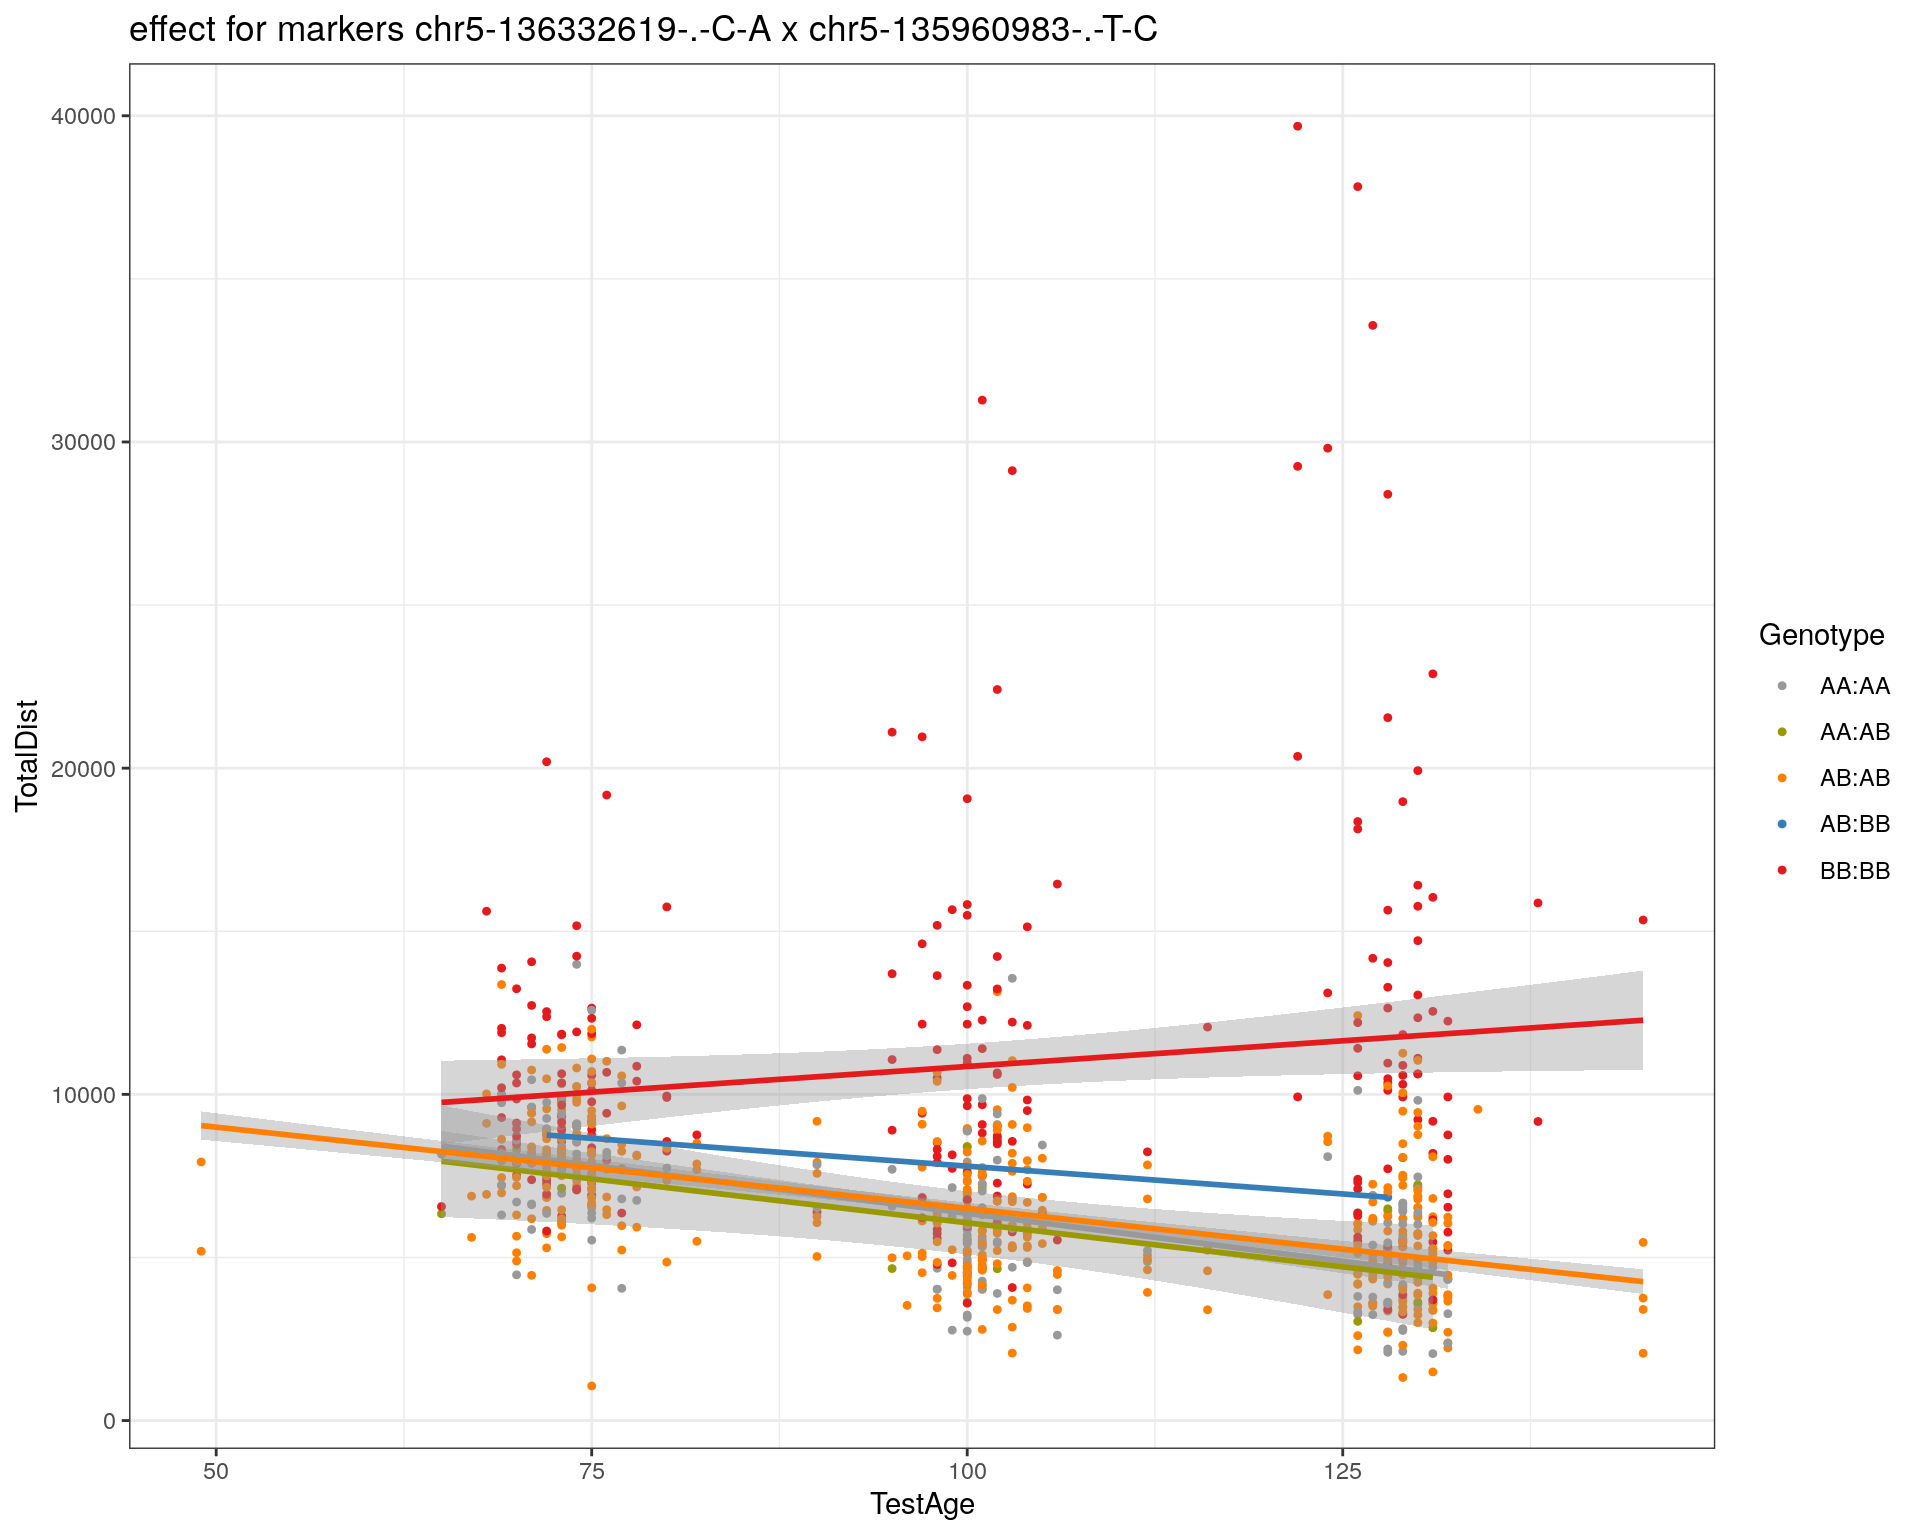 effect for markers chr5-136332619-.-C-A x chr5-135960983-.-T-C
40000
30000
20000
10000
0
TotalDist
50 75 100 125
TestAge
Genotype
AA:AA
AA:AB
AB:AB
AB:BB
BB:BB